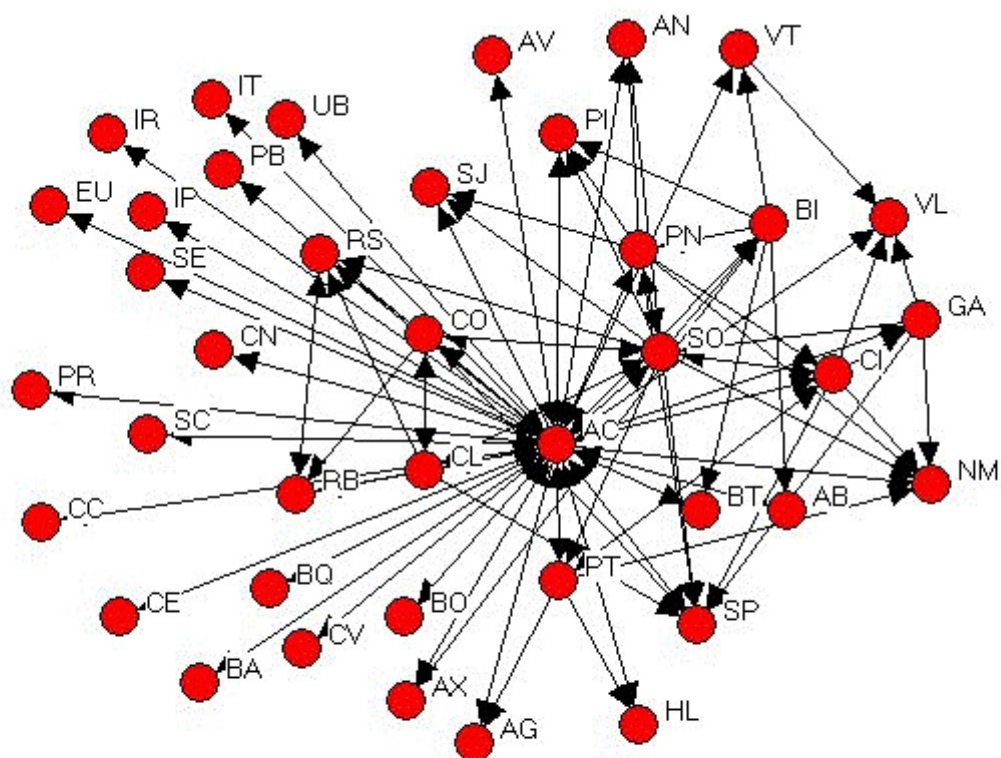 AN
AV
VT
IT
UB
IR
PI
PB
SJ
EU
IP
BI
VL
RS
PN
SE
CO
SO
GA
CN
CI
PR
SC
AC
CL
RB
NM
CC
BT
AB
BQ
PT
CE
BO
SP
CV
BA
AX
HL
AG